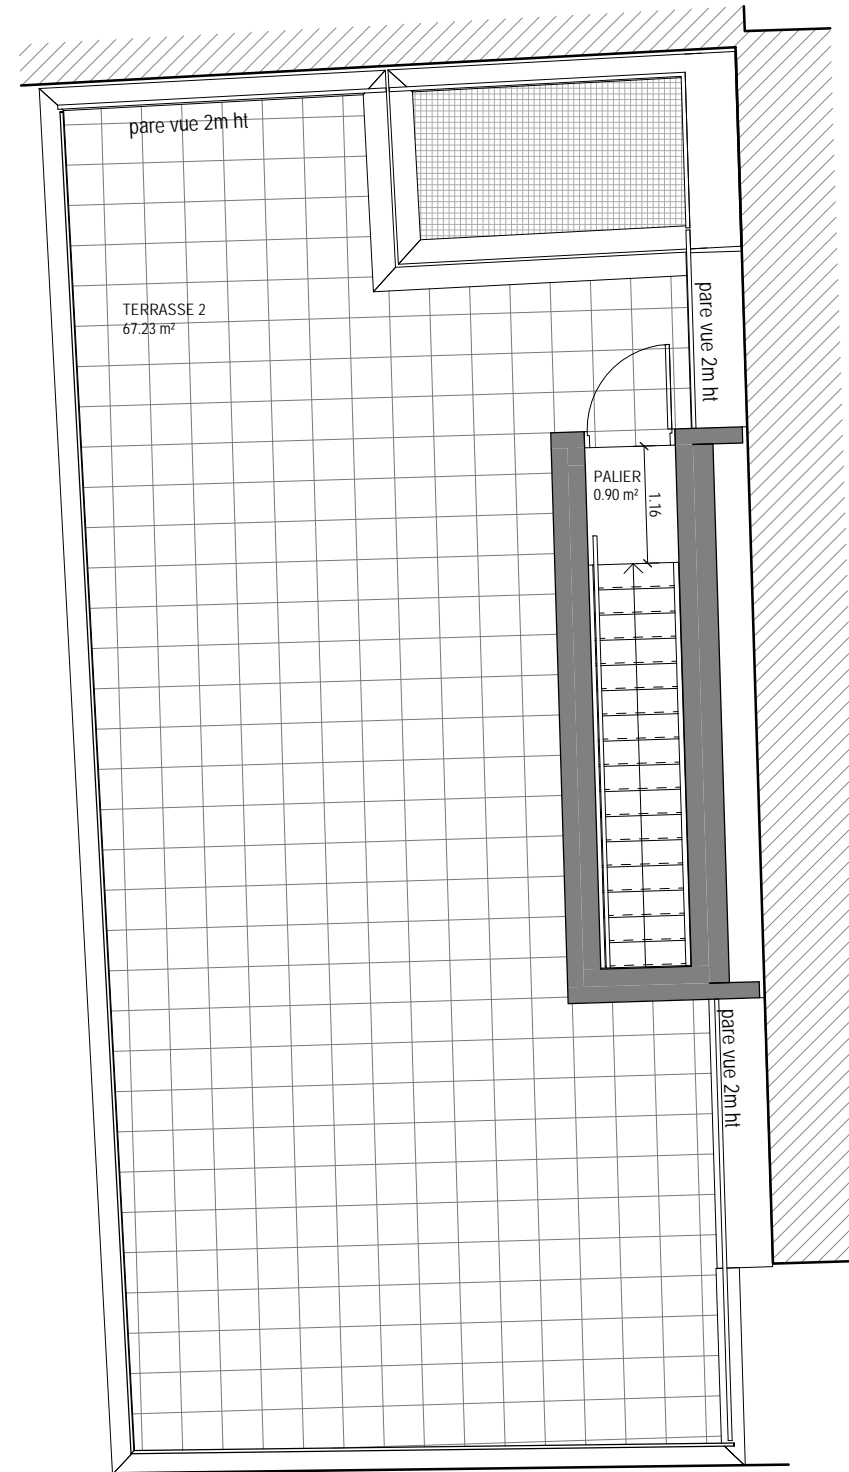 pare vue 2m ht
TERRASSE 2
67.23 m²
pare vue 2m ht
PALIER
0.90 m²
1.16
pare vue 2m ht